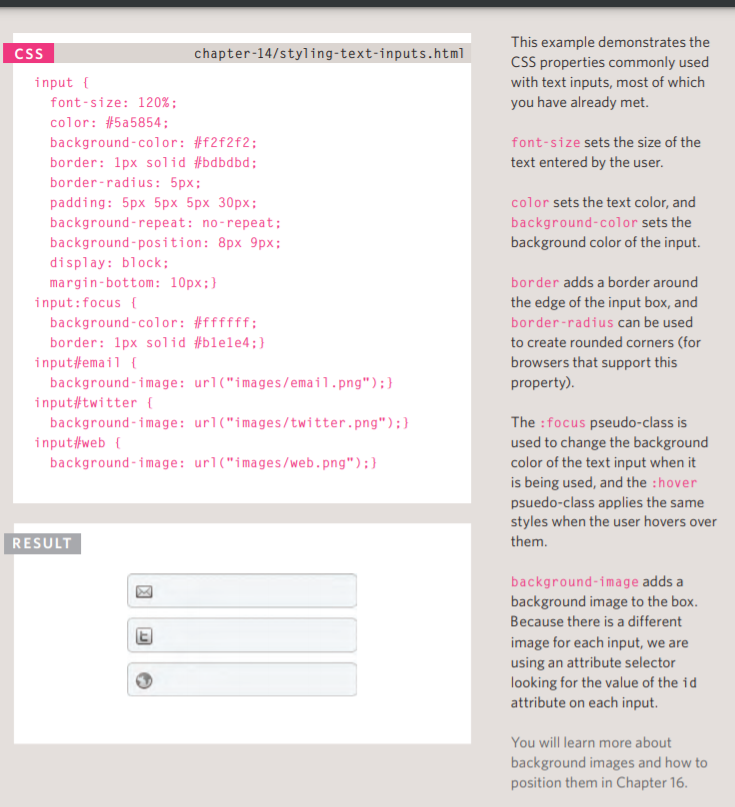 CSS
chapter-14/styling-text-inputs.html
input {
font-size: 120%;
color: #5a5854;
background-color: #f2f2f2;
border: 1px solid #bdbdbd;
border-radius: 5px;
padding: 5px 5px 5px 30px;
background-repeat: no-repeat;
background-position: 8px 9px;
display: block;
margin-bottom: 10px;}
input:focus {
background-color: #ffffff;
border: 1px solid #b1e1e4;}
input#email {
background-image: url("images/email.png");}
input#twitter {
background-image: url("images/twitter.png");}
input#web {
background-image: url("images/web.png");}
RESULT
t
This example demonstrates the
CSS properties commonly used
with text inputs, most of which
you have already met.
font-size sets the size of the
text entered by the user.
color sets the text color, and
background-color sets the
background color of the input.
border adds a border around
the edge of the input box, and
border-radius can be used
to create rounded corners (for
browsers that support this
property).
The :focus pseudo-class is
used to change the background
color of the text input when it
is being used, and the :hover
psuedo-class applies the same
styles when the user hovers over
them.
background-image adds a
background image to the box.
Because there is a different
image for each input, we are
using an attribute selector
looking for the value of the id
attribute on each input.
You will learn more about
background images and how to
position them in Chapter 16.